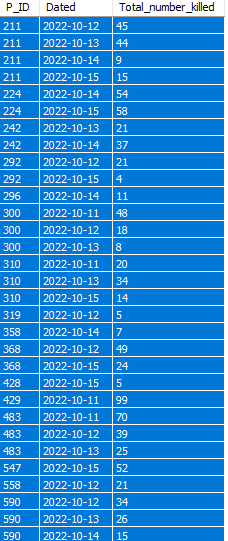 P_ID Dated Total_number_killed
211 2022-10-12 45
211 2022-10-13 44
211 2022-10-14 9
211 2022-10-15 15
224 2022-10-14 54
224 2022-10-15 58
242 2022-10-13 21
242 2022-10-14 37
292 2022-10-12 21
292 2022-10-15 4
296 2022-10-14 11
300 2022-10-11 48
300 2022-10-12 18
300 2022-10-13 8
310 2022-10-11 20
310 2022-10-13 34
310 2022-10-15 14
319 2022-10-12 5
358 2022-10-14 7
368 2022-10-12 49
368 2022-10-15 24
428 2022-10-15 5
429 2022-10-11 99
483 2022-10-11 70
483 2022-10-12 39
483 2022-10-13 25
547 2022-10-15 52
558 2022-10-12 21
590 2022-10-12 34
590 2022-10-13 26
590 2022-10-14 15